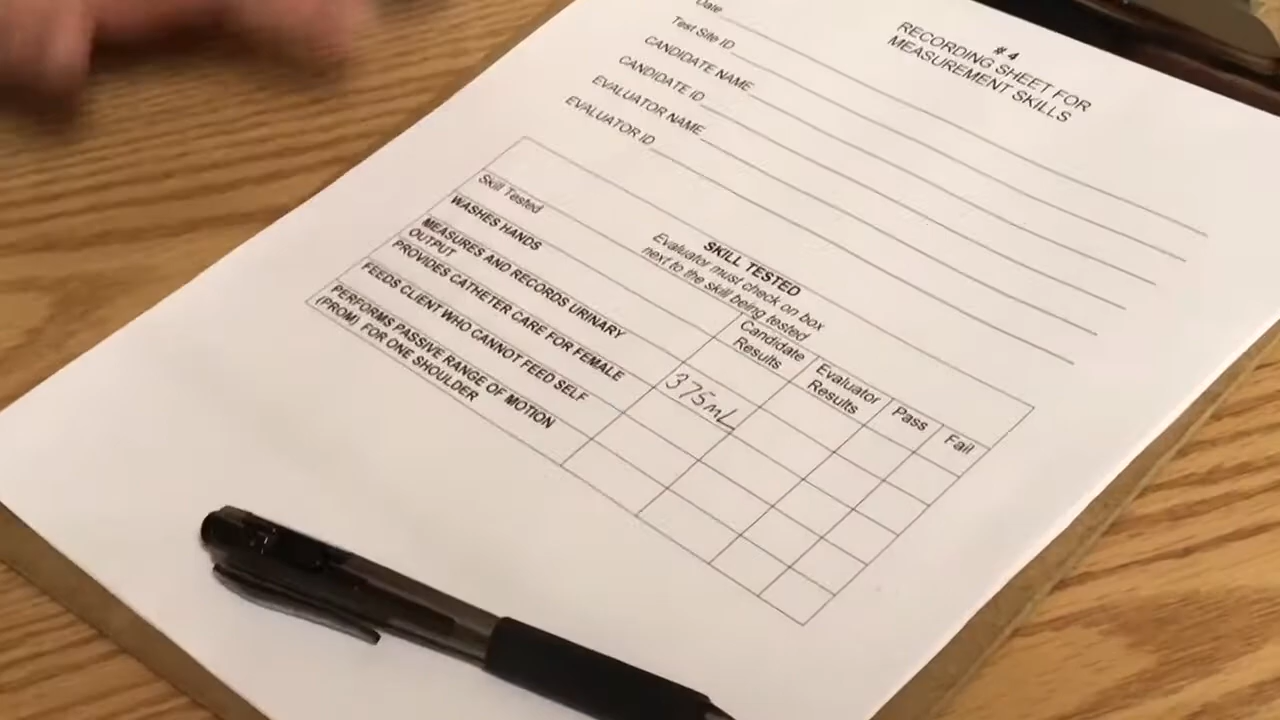 #4
RECORDING SHEET FOR
MEASUREMENT SKILLS
Date
Test Site ID
CANDIDATE NAME
CANDIDATE ID
EVALUATOR NAME
EVALUATOR ID
SKILL TESTED
Evaluator must check on box
next to the skill being tested
Skill Tested
Candidate
Results
Evaluator
Results
Pass
Fail
WASHES HANDS
MEASURES AND RECORDS URINARY
OUTPUT
375mL
PROVIDES CATHETER CARE FOR FEMALE
FEEDS CLIENT WHO CANNOT FEED SELF
PERFORMS PASSIVE RANGE OF MOTION
(PROM) FOR ONE SHOULDER